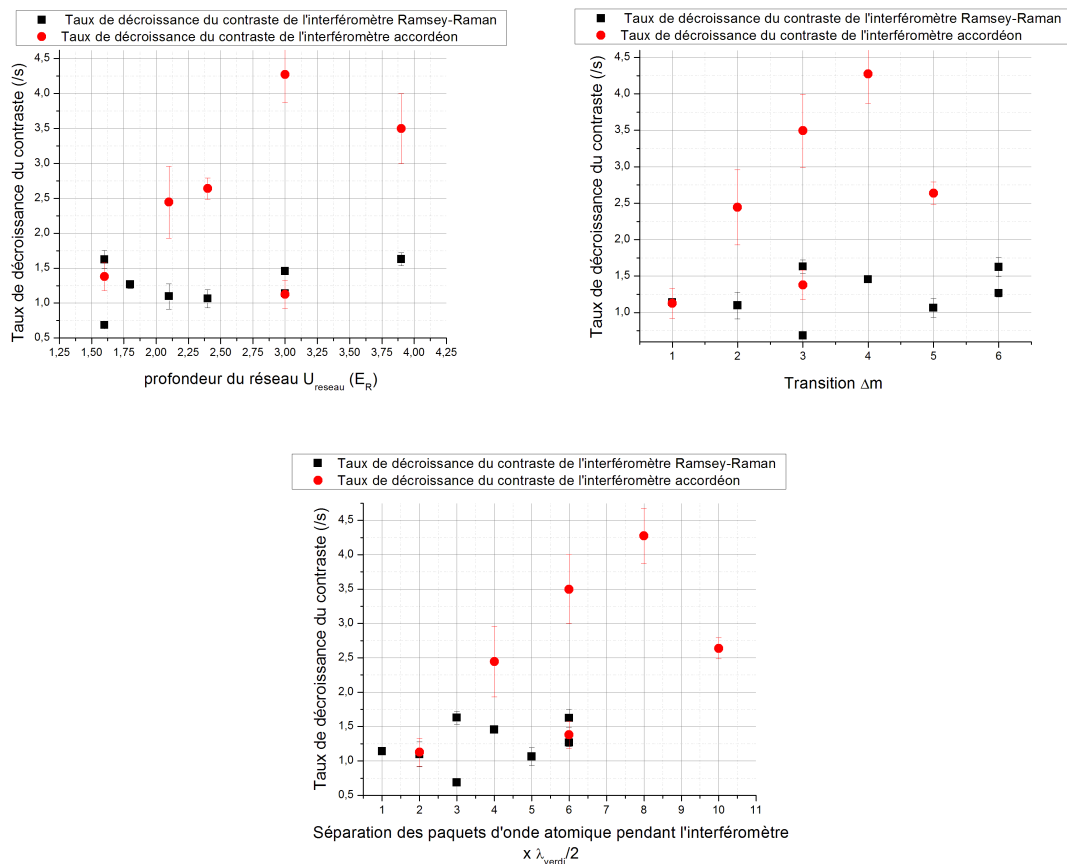 Taux de décroissance du contraste de l'interféromètre Ramsey-Raman
Taux de décroissance du contraste de l'interféromètre accordéon
Taux de décroissance du contraste (/s)
4,5
4,0
3,5
3,0
2,5
2,0
1,5
1,0
0,5
1,25 1,50 1,75 2,00 2,25 2,50 2,75 3,00 3,25 3,50 3,75 4,00 4,25
profondeur du réseau U_reseau (E_R)
Taux de décroissance du contraste de l'interféromètre Ramsey-Raman
Taux de décroissance du contraste de l'interféromètre accordéon
Taux de décroissance du contraste (/s)
4,5
4,0
3,5
3,0
2,5
2,0
1,5
1,0
1 2 3 4 5 6
Transition Δm
Taux de décroissance du contraste de l'interféromètre Ramsey-Raman
Taux de décroissance du contraste de l'interféromètre accordéon
Taux de décroissance du contraste (/s)
4,5
4,0
3,5
3,0
2,5
2,0
1,5
1,0
0,5
1 2 3 4 5 6 7 8 9 10 11
Séparation des paquets d'onde atomique pendant l'interféromètre
x λ_verdi/2